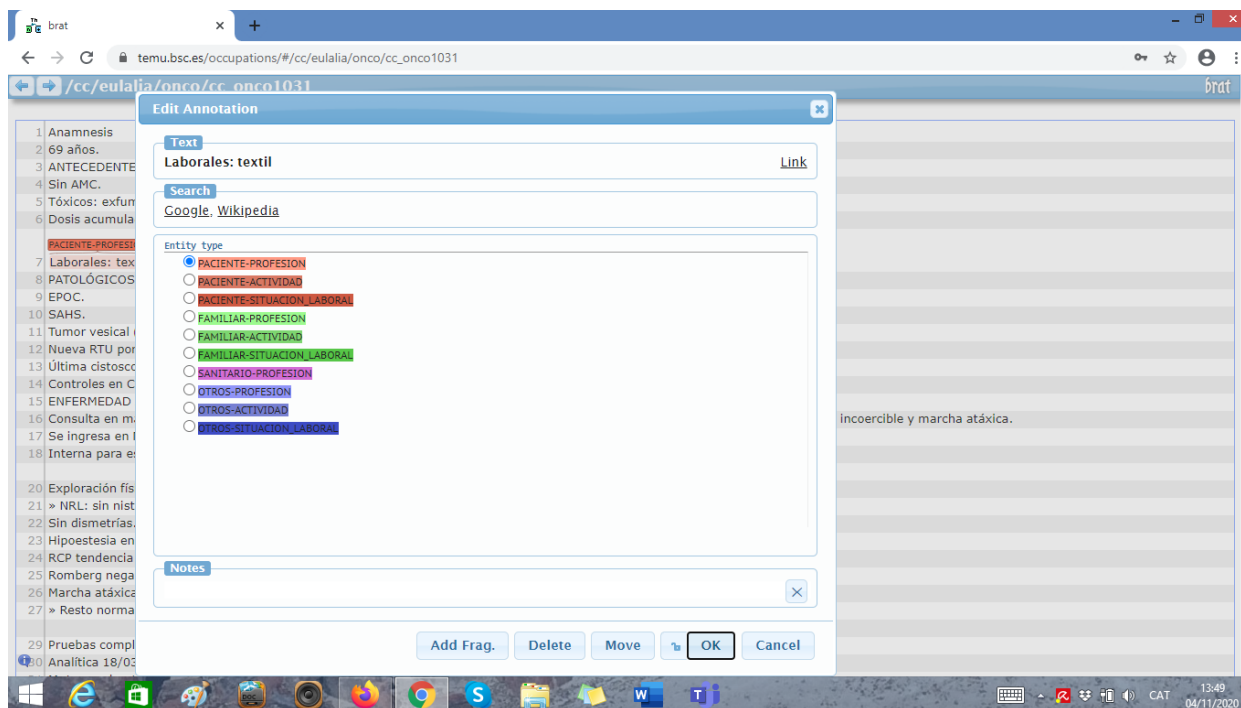 brat
temu.bsc.es/occupations/#/cc/eulalia/onco/cc_onco1031
/cc/eulalia/onco/cc_onco1031
brat
Edit Annotation
Text
Laborales: textil
Link
Search
Google, Wikipedia
Entity type
PACIENTE-PROFESION
PACIENTE-ACTIVIDAD
PACIENTE-SITUACION_LABORAL
FAMILIAR-PROFESION
FAMILIAR-ACTIVIDAD
FAMILIAR-SITUACION_LABORAL
SANITARIO-PROFESION
OTROS-PROFESION
OTROS-ACTIVIDAD
OTROS-SITUACION_LABORAL
Notes
Add Frag.
Delete
Move
OK
Cancel
1 Anamnesis
2 69 años.
3 ANTECEDENTE
4 Sin AMC.
5 Tóxicos: exfum
6 Dosis acumula
PACIENTE-PROFESI
7 Laborales: tex
8 PATOLÓGICOS
9 EPOC.
10 SAHS.
11 Tumor vesical
12 Nueva RTU por
13 Última cistosco
14 Controles en C
15 ENFERMEDAD
16 Consulta en ma incoercible y marcha atáxica.
17 Se ingresa en
18 Interna para es
20 Exploración fís
21 » NRL: sin nist
22 Sin dismetrías.
23 Hipoestesia en
24 RCP tendencia
25 Romberg nega
26 Marcha atáxica
27 » Resto norma
29 Pruebas compl
30 Analítica 18/03
CAT
13:49
04/11/2020